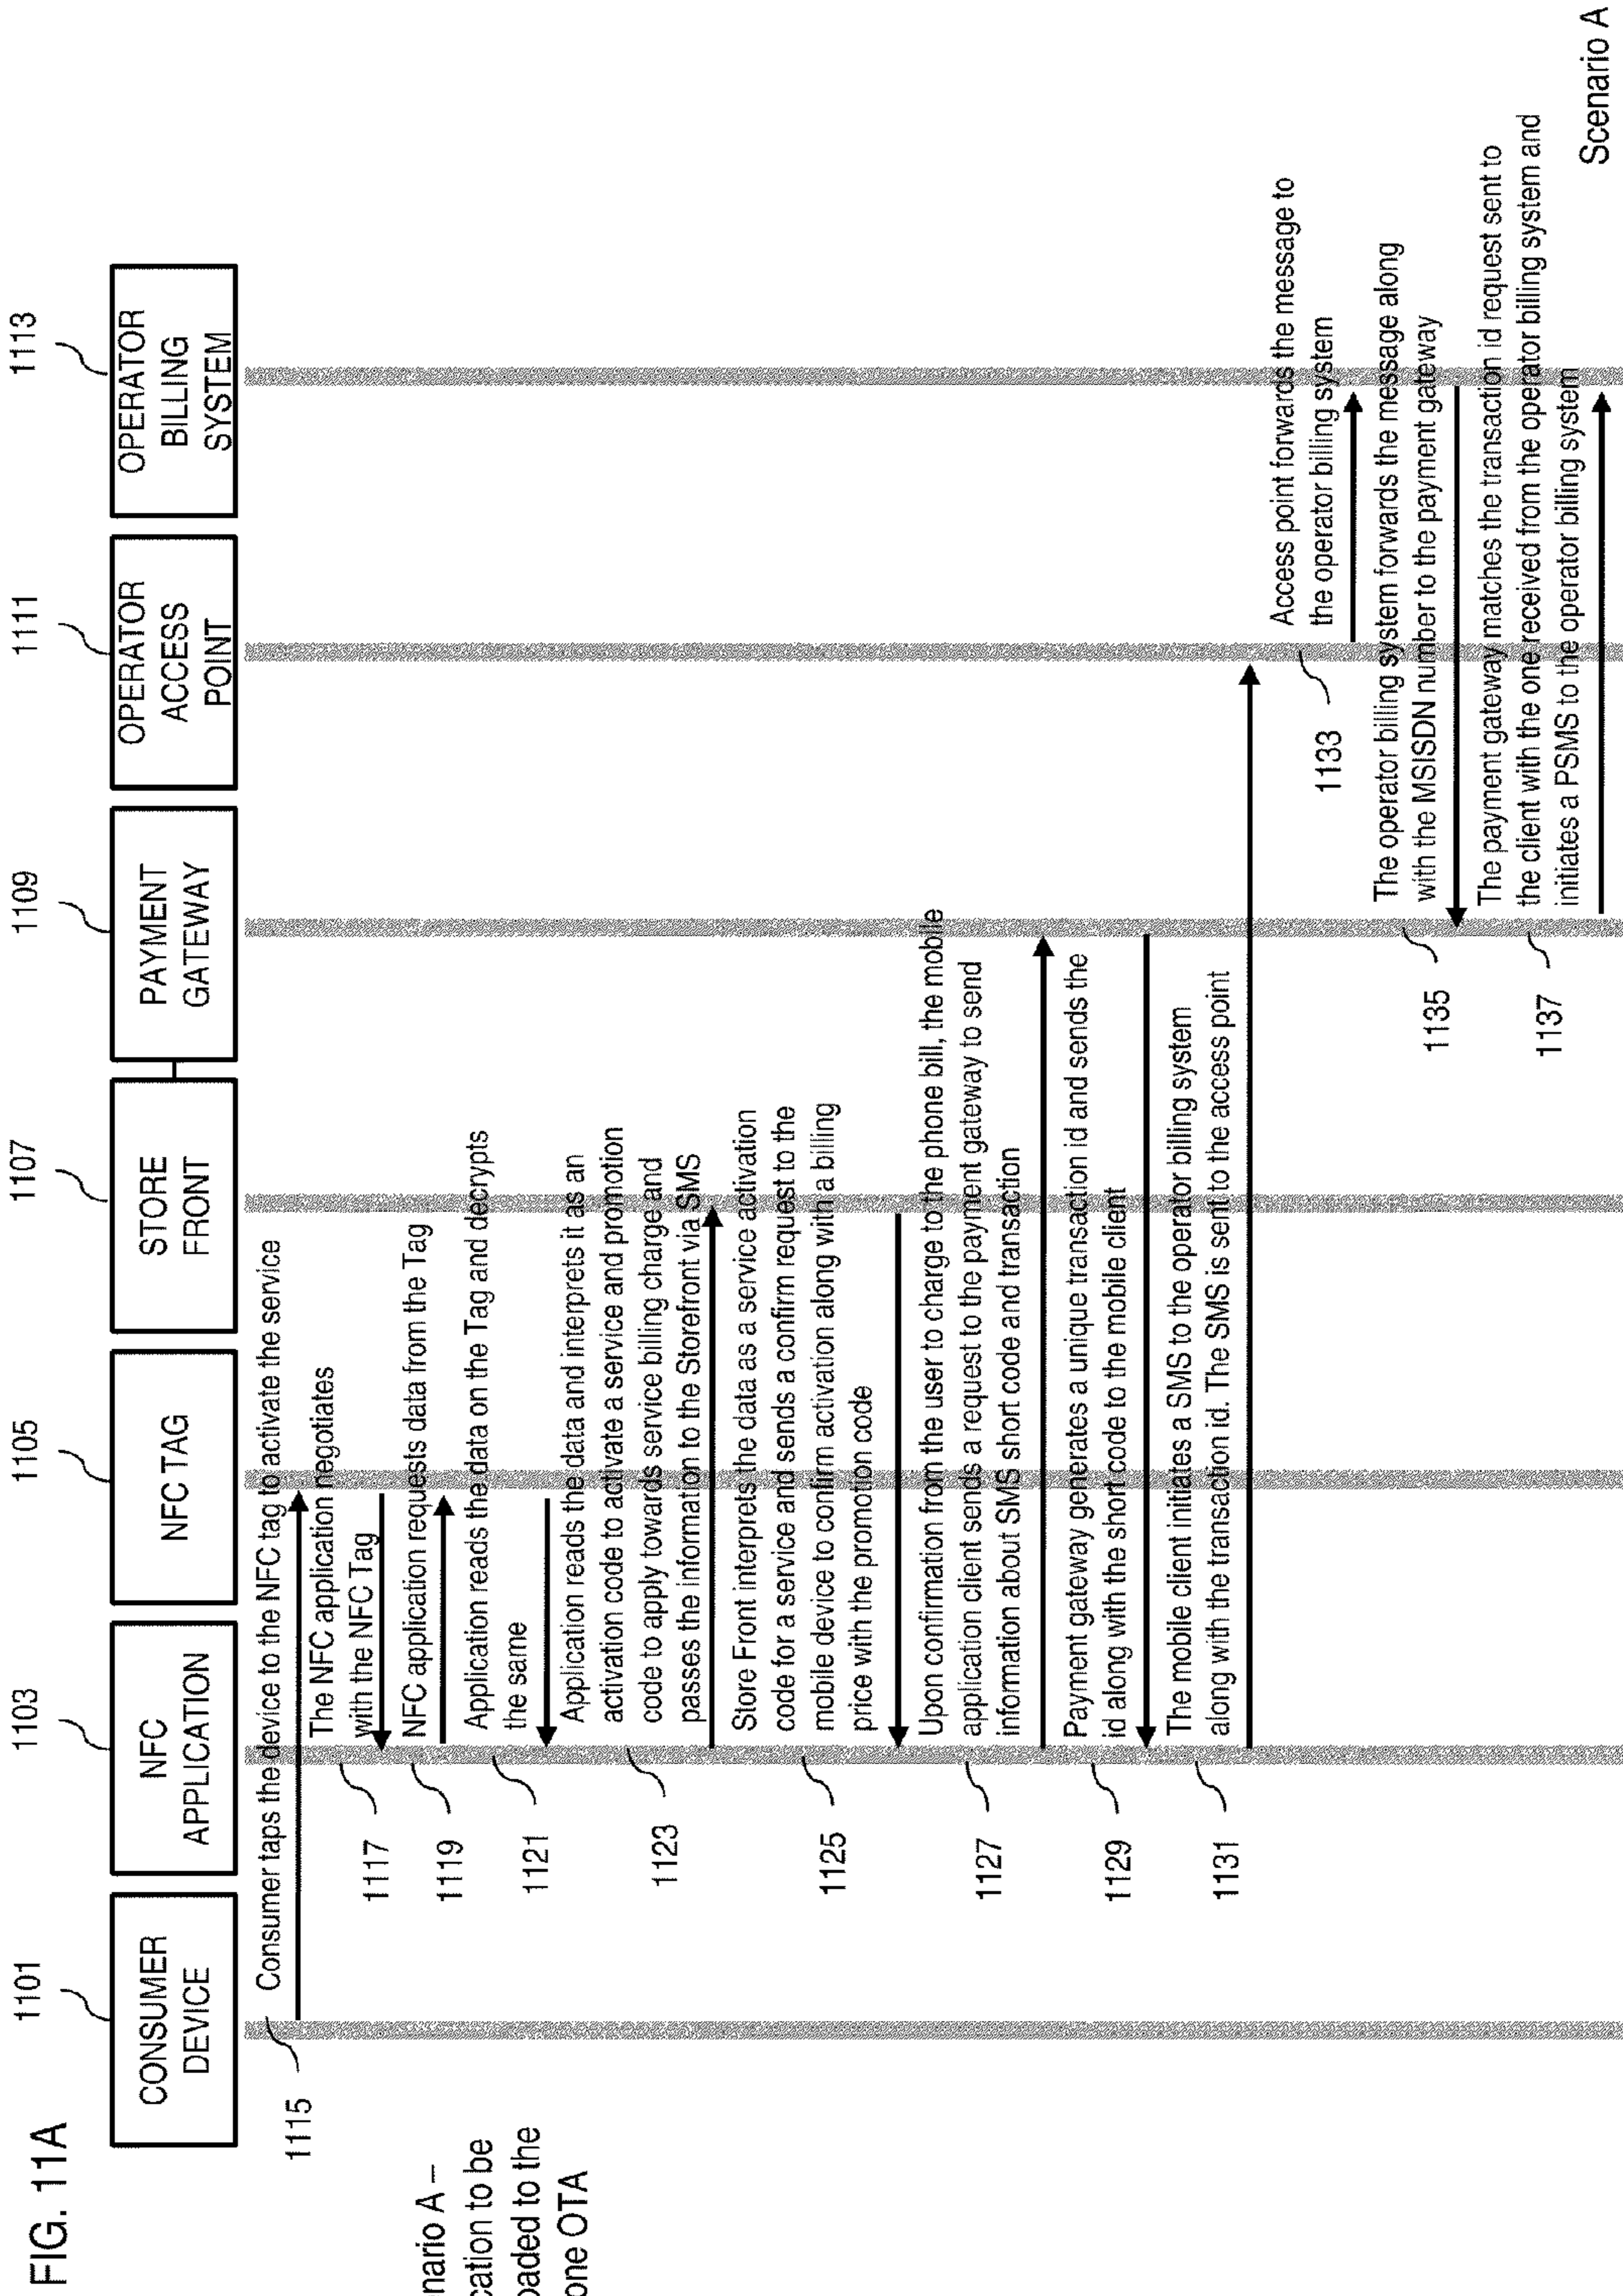 FIG. 11A
1101
1103
1105
1107
1109
1111
1113
CONSUMER
DEVICE
NFC
APPLICATION
NFC TAG
STORE
FRONT
PAYMENT
GATEWAY
OPERATOR
ACCESS
POINT
OPERATOR
BILLING
SYSTEM
nario A –
cation to be
oaded to the
one OTA
1115
Consumer taps the device to the NFC tag to activate the service
1117
The NFC application negotiates
with the NFC Tag
1119
NFC application requests data from the Tag
1121
Application reads the data on the Tag and decrypts
the same
1123
Application reads the data and interprets it as an
activation code to activate a service and promotion
code to apply towards service billing charge and
passes the information to the Storefront via SMS
1125
Store Front interprets the data as a service activation
code for a service and sends a confirm request to the
mobile device to confirm activation along with a billing
price with the promotion code
1127
Upon confirmation from the user to charge to the phone bill, the mobile
application client sends a request to the payment gateway to send
information about SMS short code and transaction
1129
Payment gateway generates a unique transaction id and sends the
id along with the short code to the mobile client
1131
The mobile client initiates a SMS to the operator billing system
along with the transaction id. The SMS is sent to the access point
1133
Access point forwards the message to
the operator billing system
1135
The operator billing system forwards the message along
with the MSISDN number to the payment gateway
1137
The payment gateway matches the transaction id request sent to
the client with the one received from the operator billing system and
initiates a PSMS to the operator billing system
Scenario A